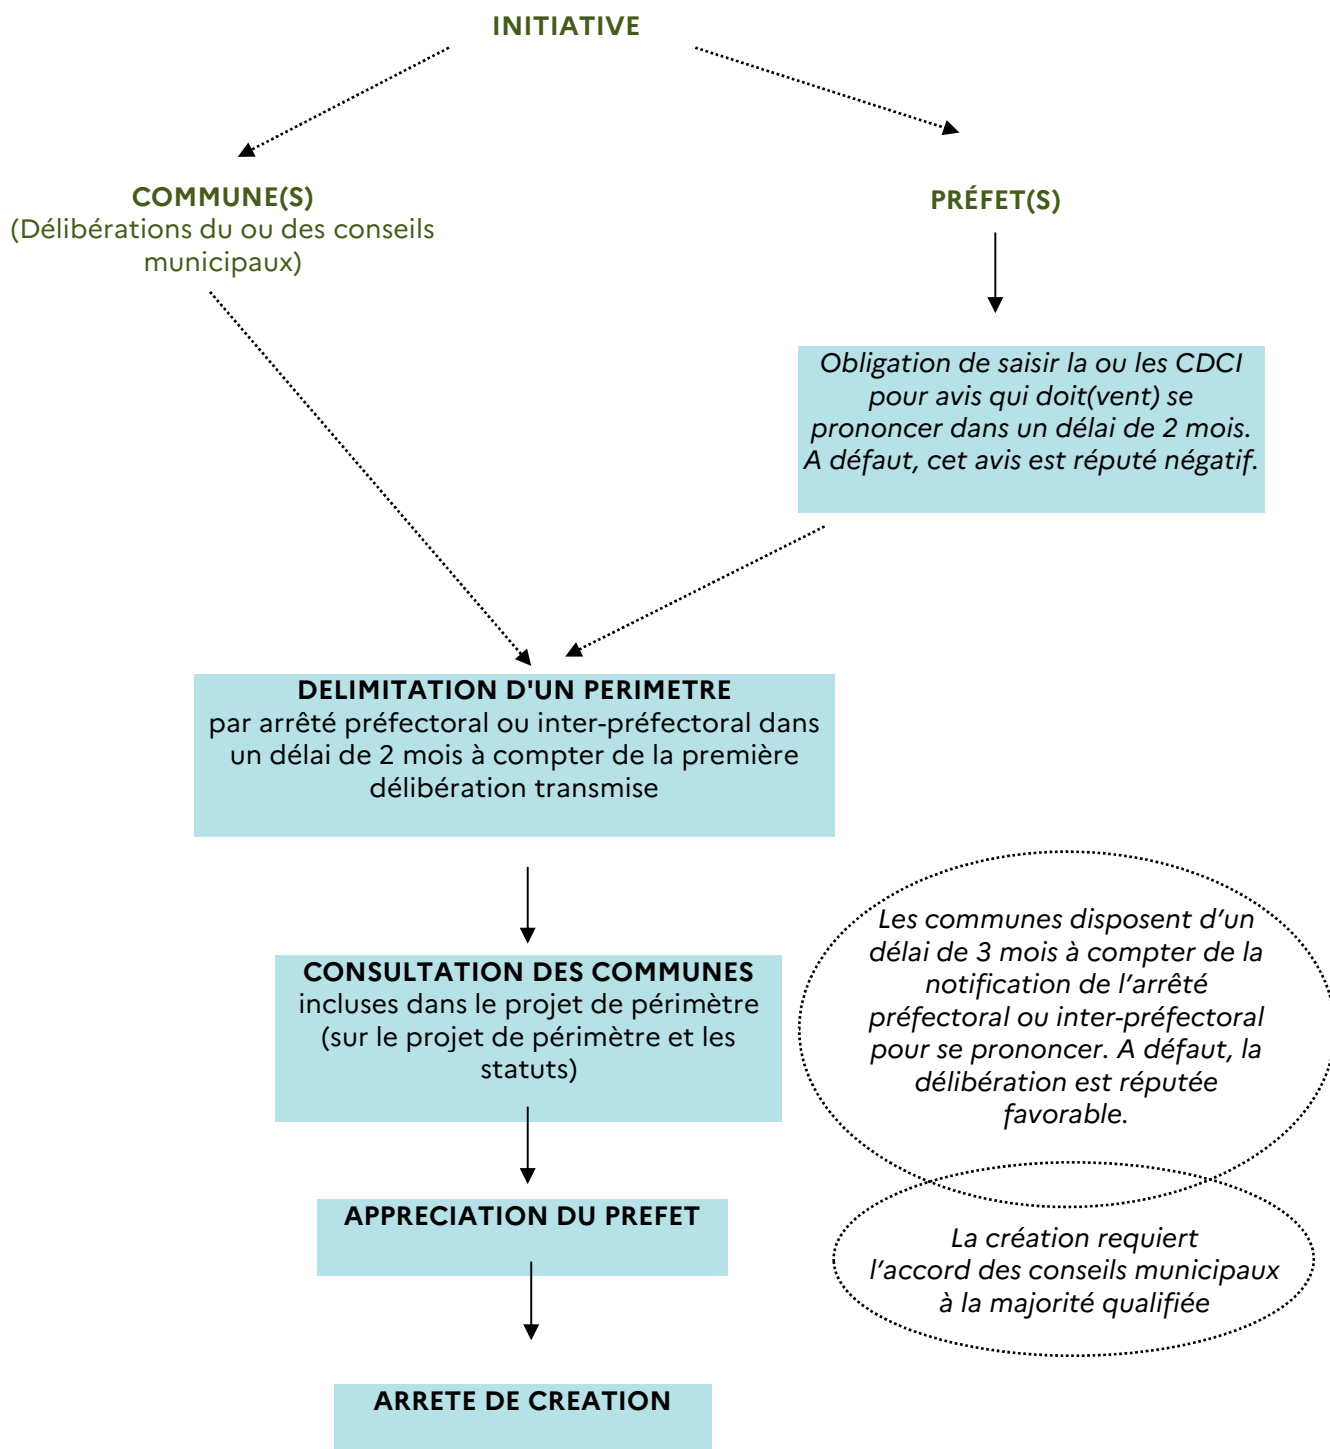 INITIATIVE
COMMUNE(S)
(Délibérations du ou des conseils
municipaux)
PRÉFET(S)
Obligation de saisir la ou les CDCI
pour avis qui doit(vent) se
prononcer dans un délai de 2 mois.
A défaut, cet avis est réputé négatif.
DELIMITATION D'UN PERIMETRE
par arrêté préfectoral ou inter-préfectoral dans
un délai de 2 mois à compter de la première
délibération transmise
CONSULTATION DES COMMUNES
incluses dans le projet de périmètre
(sur le projet de périmètre et les
statuts)
Les communes disposent d’un
délai de 3 mois à compter de la
notification de l’arrêté
préfectoral ou inter-préfectoral
pour se prononcer. A défaut, la
délibération est réputée
favorable.
APPRECIATION DU PREFET
La création requiert
l’accord des conseils municipaux
à la majorité qualifiée
ARRETE DE CREATION